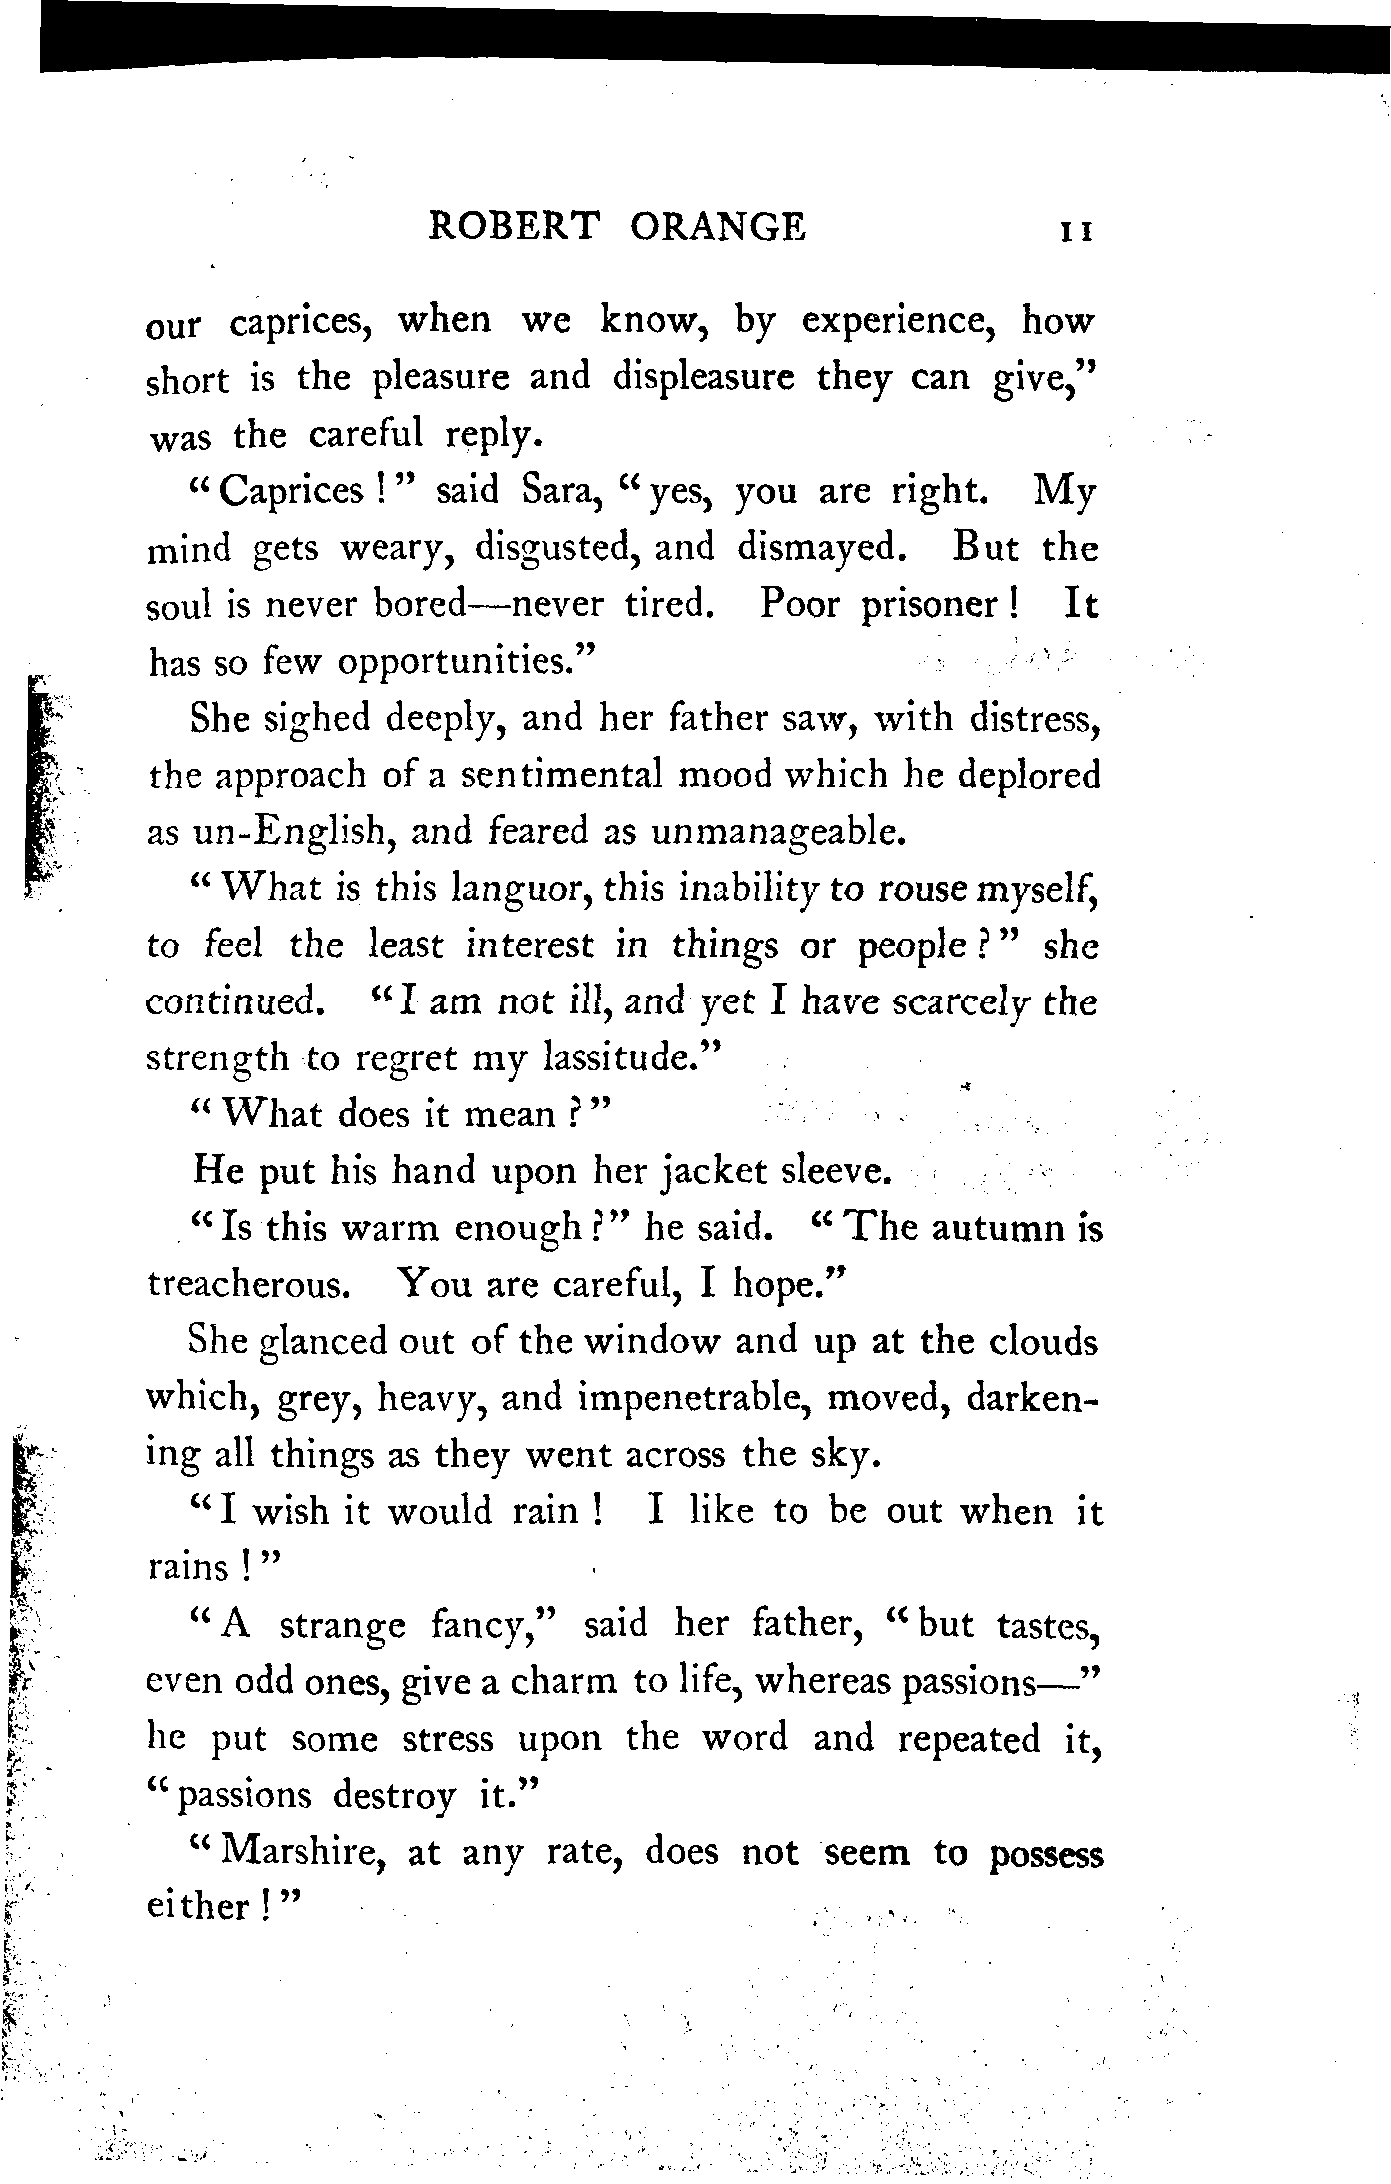 ROBERT ORANGE 11
our caprices, when we know, by experience, how
short is the pleasure and displeasure they can give,”
was the careful reply.
“Caprices!” said Sara, “yes, you are right. My
mind gets weary, disgusted, and dismayed. But the
soul is never bored—never tired. Poor prisoner! It
has so few opportunities.”
She sighed deeply, and her father saw, with distress,
the approach of a sentimental mood which he deplored
as un-English, and feared as unmanageable.
“What is this languor, this inability to rouse myself,
to feel the least interest in things or people?” she
continued. “I am not ill, and yet I have scarcely the
strength to regret my lassitude.”
“What does it mean?”
He put his hand upon her jacket sleeve.
“Is this warm enough?” he said. “The autumn is
treacherous. You are careful, I hope.”
She glanced out of the window and up at the clouds
which, grey, heavy, and impenetrable, moved, darken-
ing all things as they went across the sky.
“I wish it would rain! I like to be out when it
rains!”
“A strange fancy,” said her father, “but tastes,
even odd ones, give a charm to life, whereas passions—”
he put some stress upon the word and repeated it,
“passions destroy it.”
“Marshire, at any rate, does not seem to possess
either!”